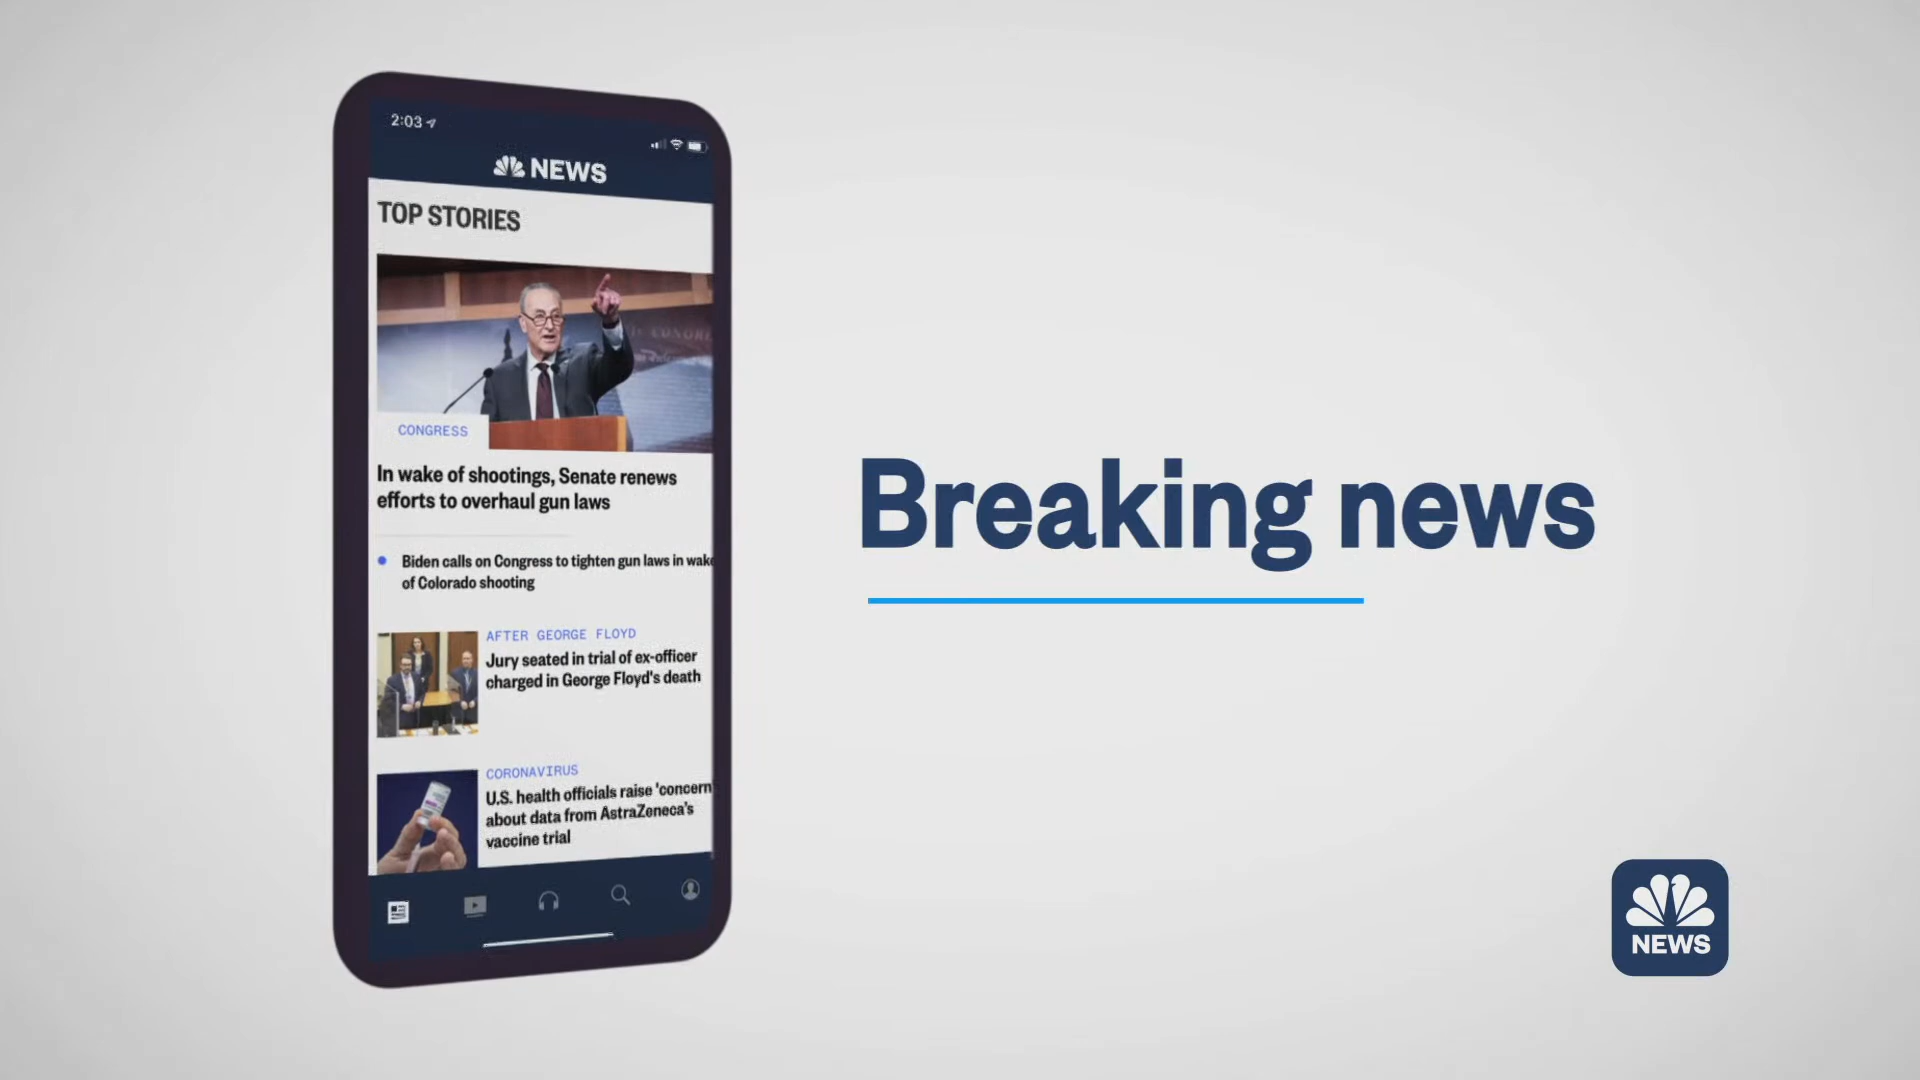 2:03
NEWS
TOP STORIES
CONGRESS
In wake of shootings, Senate renews
efforts to overhaul gun laws
Biden calls on Congress to tighten gun laws in wake
of Colorado shooting
AFTER GEORGE FLOYD
Jury seated in trial of ex-officer
charged in George Floyd's death
CORONAVIRUS
U.S. health officials raise 'concern
about data from AstraZeneca's
vaccine trial
Breaking news
NEWS